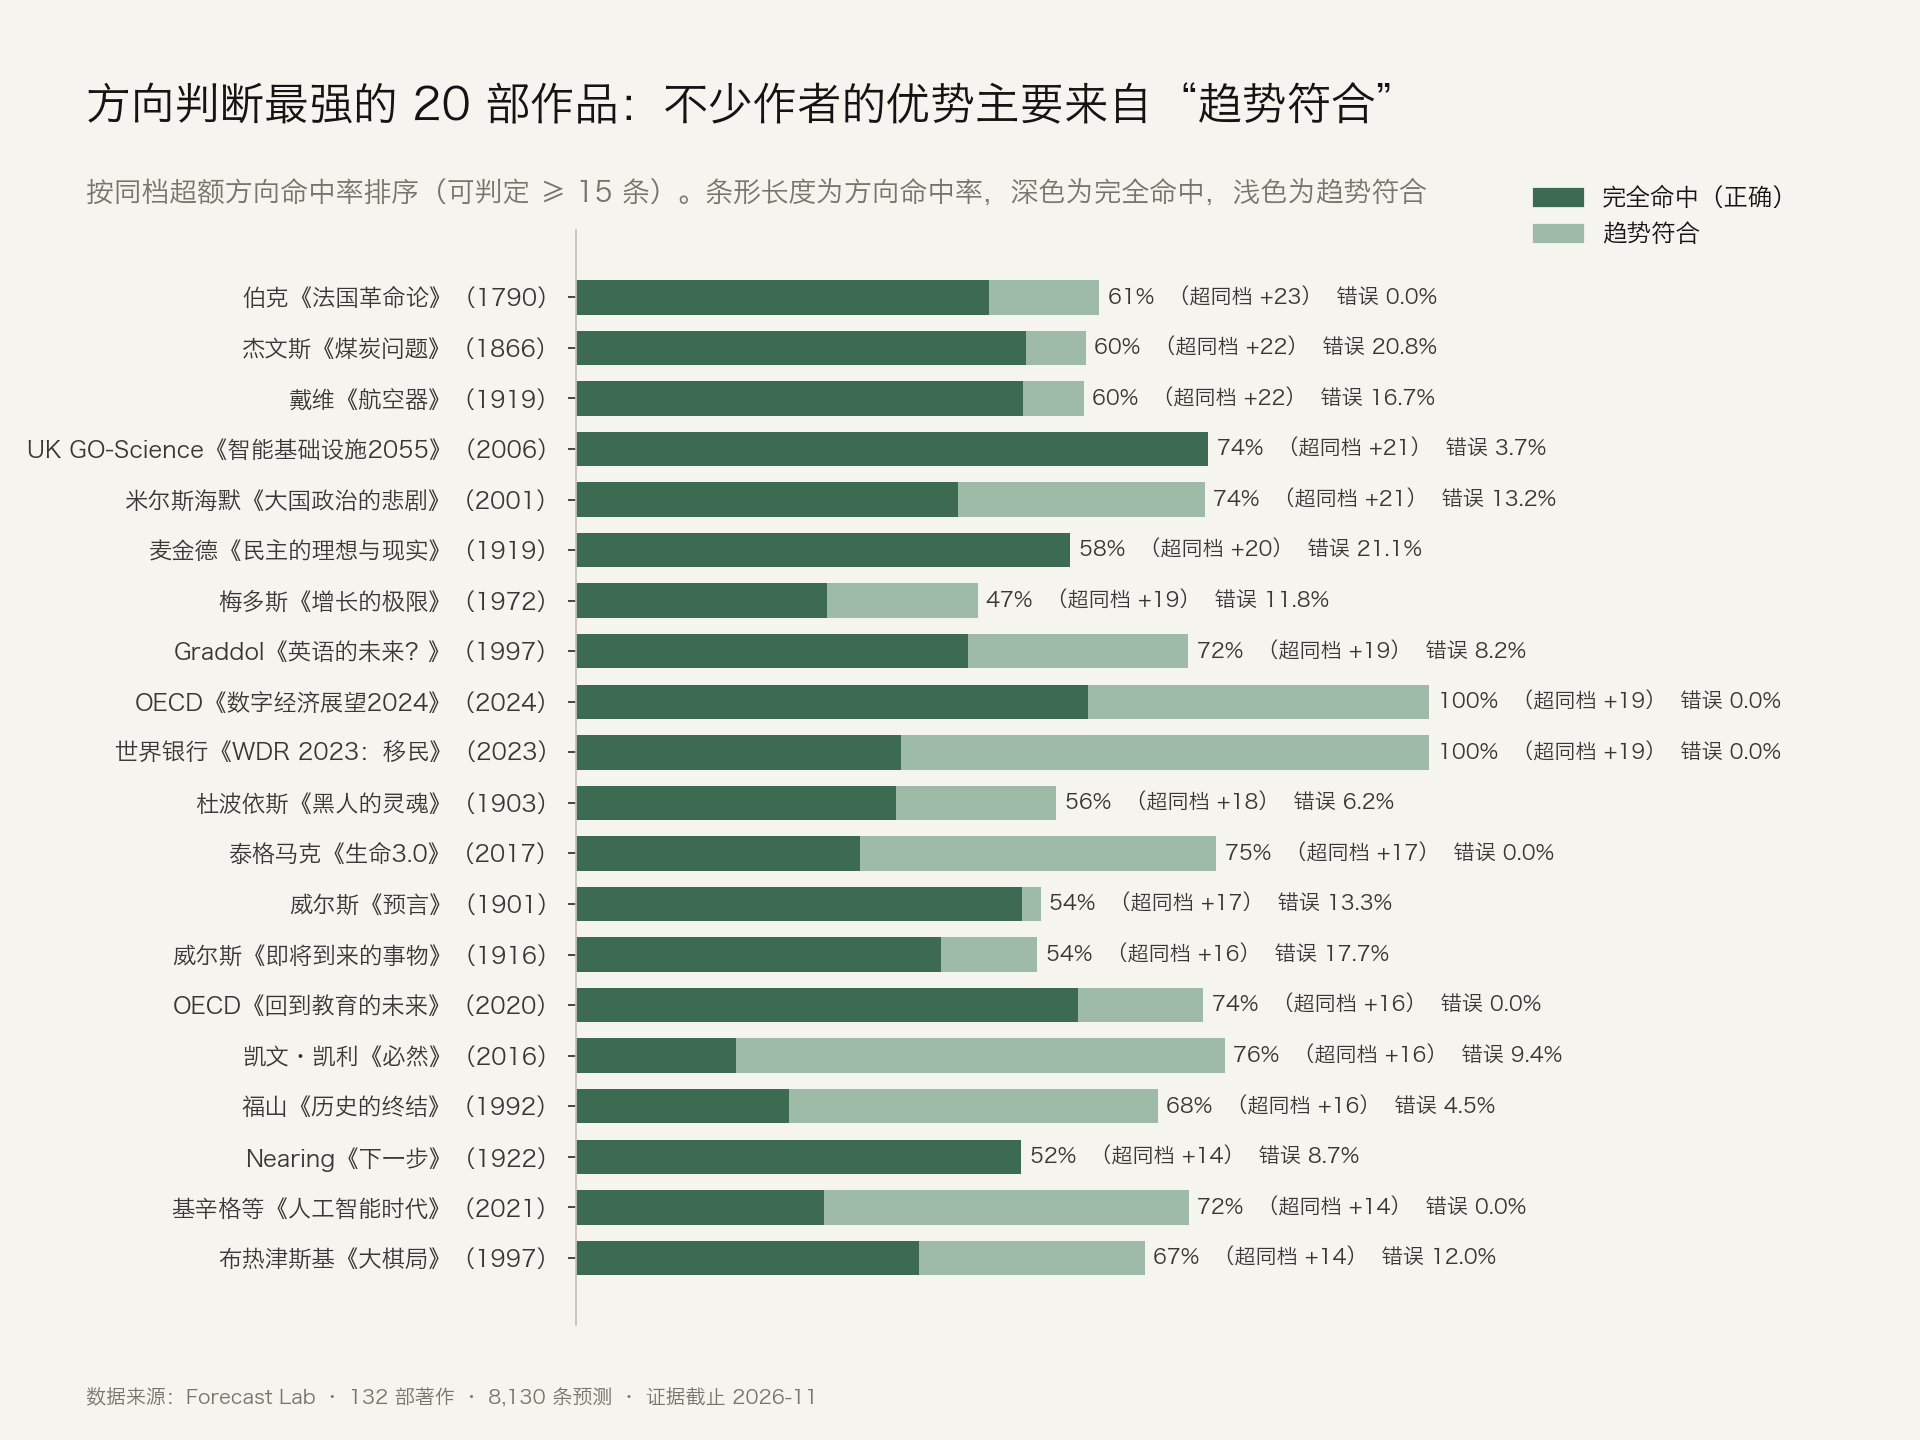 方向判断最强的 20 部作品：不少作者的优势主要来自“趋势符合”
按同档超额方向命中率排序（可判定 ≥ 15 条）。条形长度为方向命中率，深色为完全命中，浅色为趋势符合
完全命中（正确）
趋势符合
伯克《法国革命论》（1790） 61% （超同档 +23） 错误 0.0%
杰文斯《煤炭问题》（1866） 60% （超同档 +22） 错误 20.8%
戴维《航空器》（1919） 60% （超同档 +22） 错误 16.7%
UK GO-Science《智能基础设施2055》（2006） 74% （超同档 +21） 错误 3.7%
米尔斯海默《大国政治的悲剧》（2001） 74% （超同档 +21） 错误 13.2%
麦金德《民主的理想与现实》（1919） 58% （超同档 +20） 错误 21.1%
梅多斯《增长的极限》（1972） 47% （超同档 +19） 错误 11.8%
Graddol《英语的未来？》（1997） 72% （超同档 +19） 错误 8.2%
OECD《数字经济展望2024》（2024） 100% （超同档 +19） 错误 0.0%
世界银行《WDR 2023：移民》（2023） 100% （超同档 +19） 错误 0.0%
杜波依斯《黑人的灵魂》（1903） 56% （超同档 +18） 错误 6.2%
泰格马克《生命3.0》（2017） 75% （超同档 +17） 错误 0.0%
威尔斯《预言》（1901） 54% （超同档 +17） 错误 13.3%
威尔斯《即将到来的事物》（1916） 54% （超同档 +16） 错误 17.7%
OECD《回到教育的未来》（2020） 74% （超同档 +16） 错误 0.0%
凯文·凯利《必然》（2016） 76% （超同档 +16） 错误 9.4%
福山《历史的终结》（1992） 68% （超同档 +16） 错误 4.5%
Nearing《下一步》（1922） 52% （超同档 +14） 错误 8.7%
基辛格等《人工智能时代》（2021） 72% （超同档 +14） 错误 0.0%
布热津斯基《大棋局》（1997） 67% （超同档 +14） 错误 12.0%
数据来源：Forecast Lab · 132 部著作 · 8,130 条预测 · 证据截止 2026-11